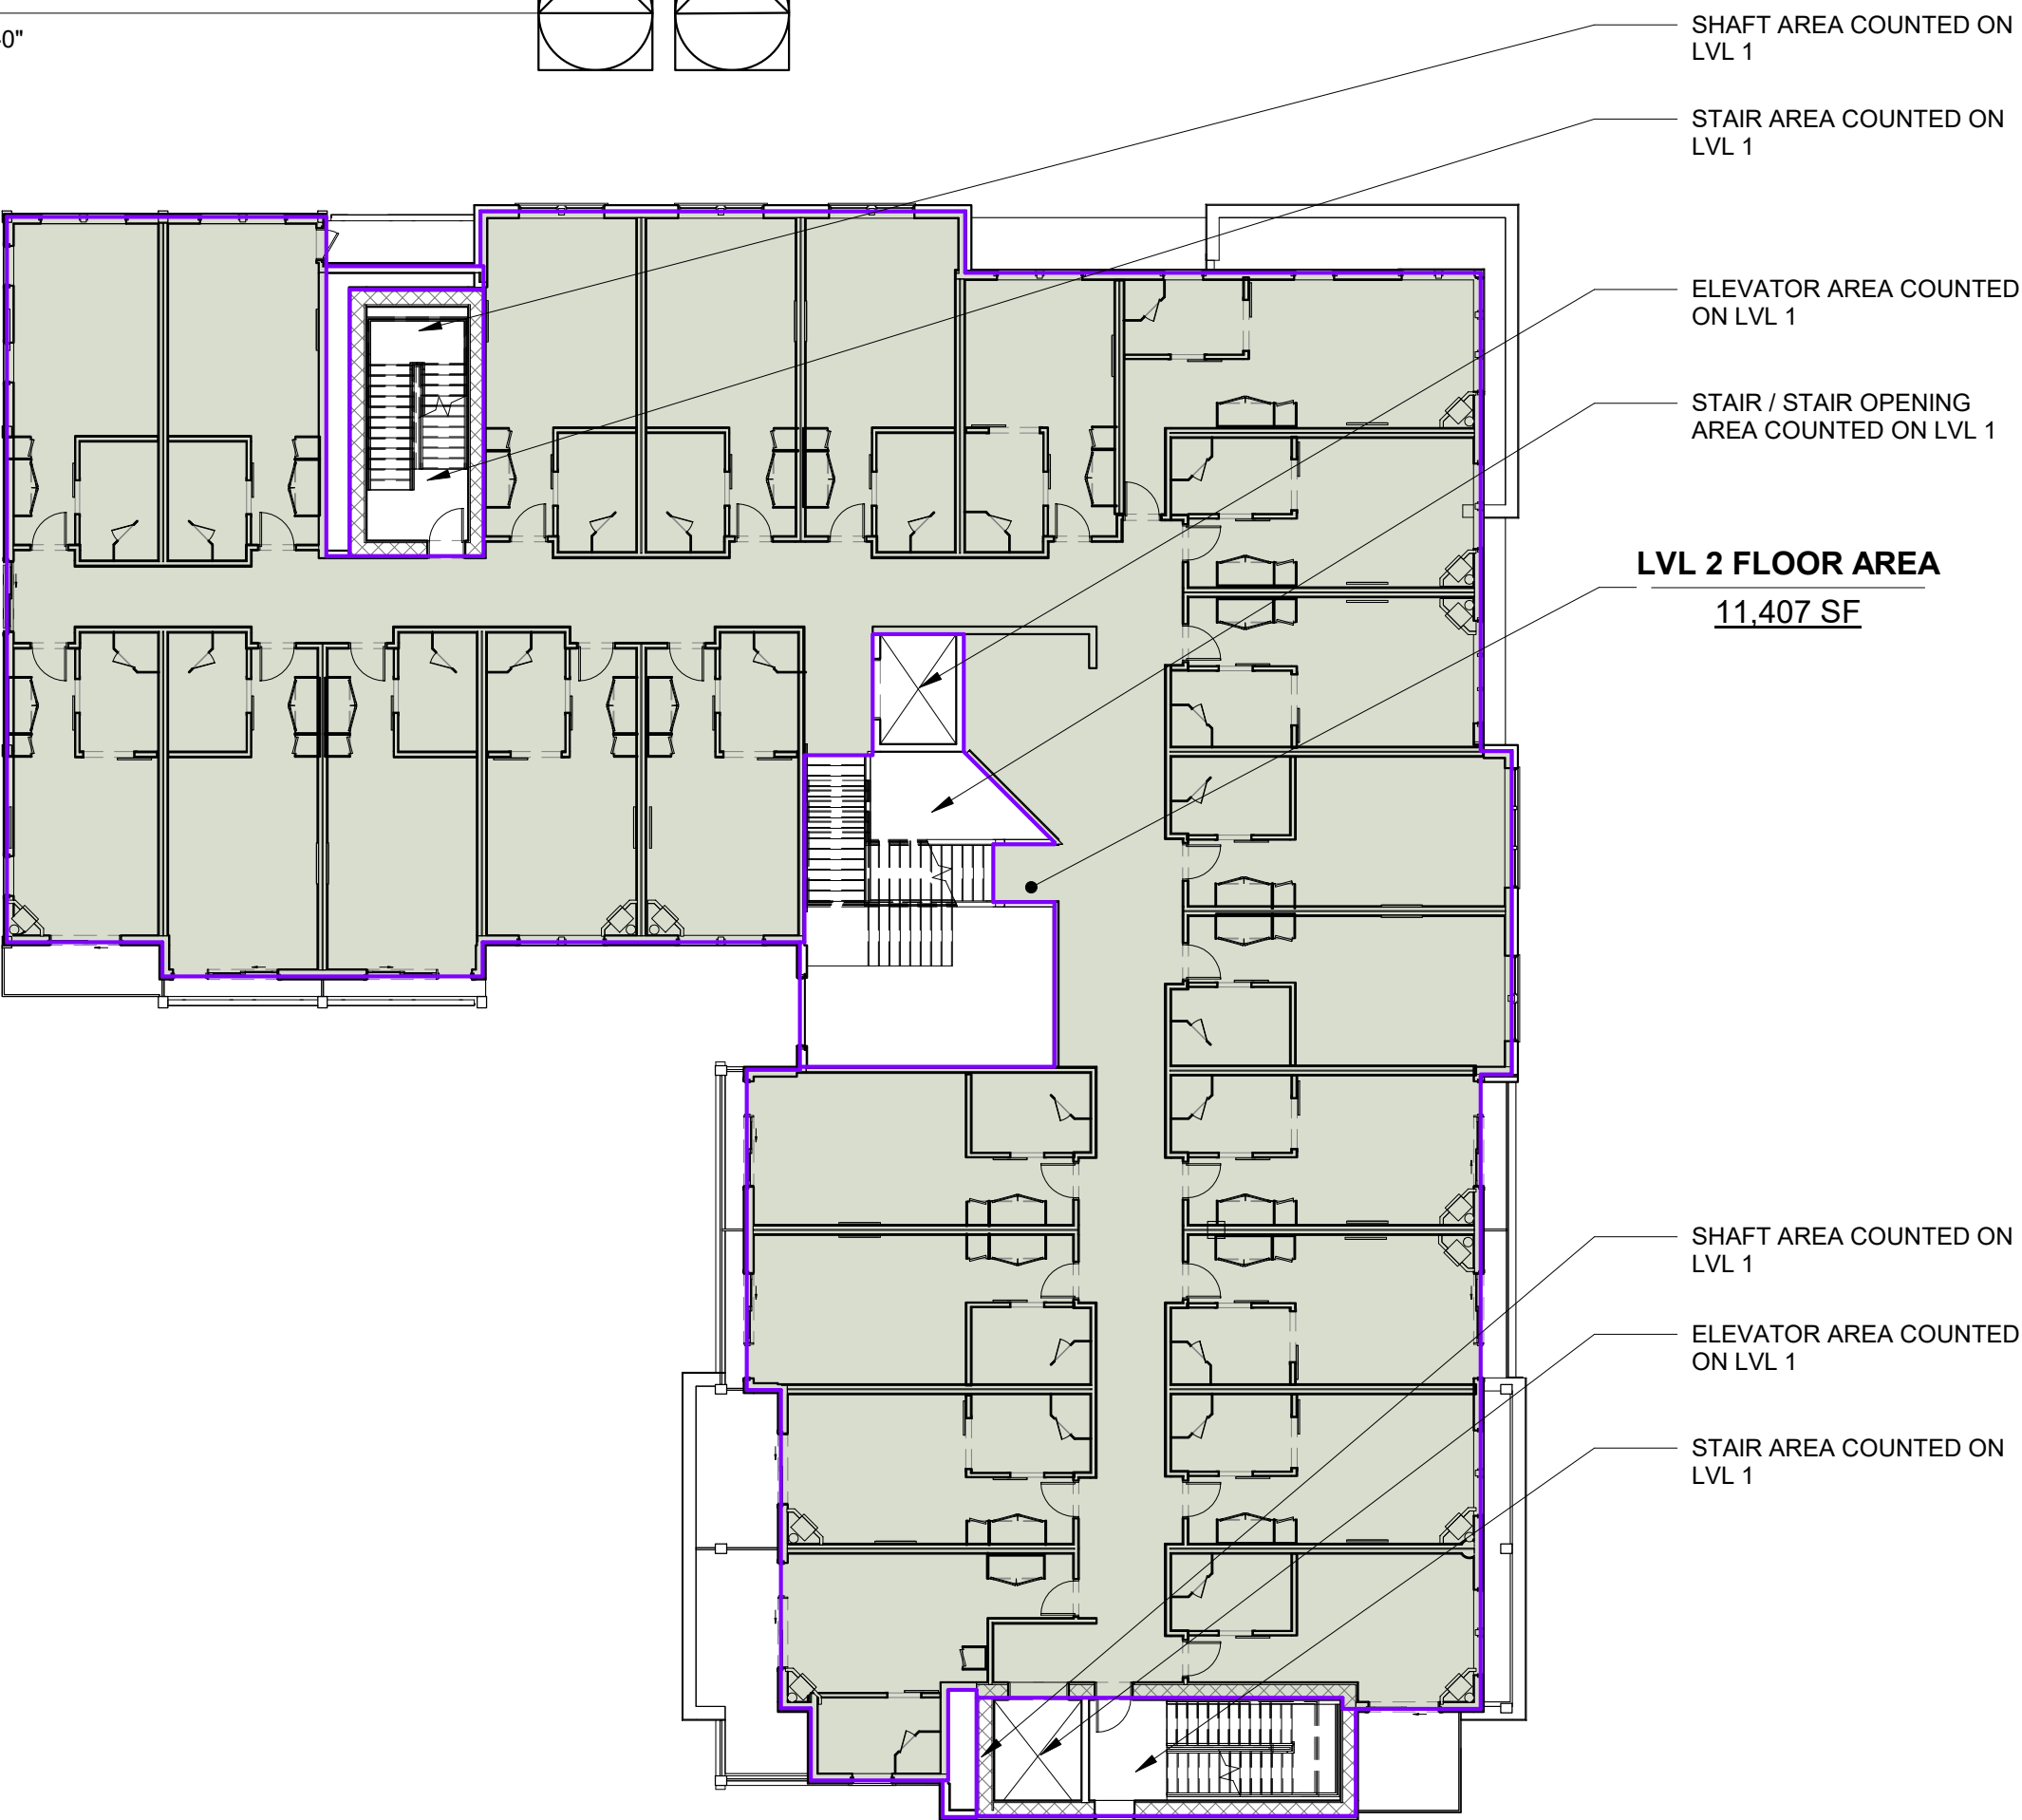 0"
SHAFT AREA COUNTED ON
LVL 1
STAIR AREA COUNTED ON
LVL 1
ELEVATOR AREA COUNTED
ON LVL 1
STAIR / STAIR OPENING
AREA COUNTED ON LVL 1
LVL 2 FLOOR AREA
11,407 SF
SHAFT AREA COUNTED ON
LVL 1
ELEVATOR AREA COUNTED
ON LVL 1
STAIR AREA COUNTED ON
LVL 1